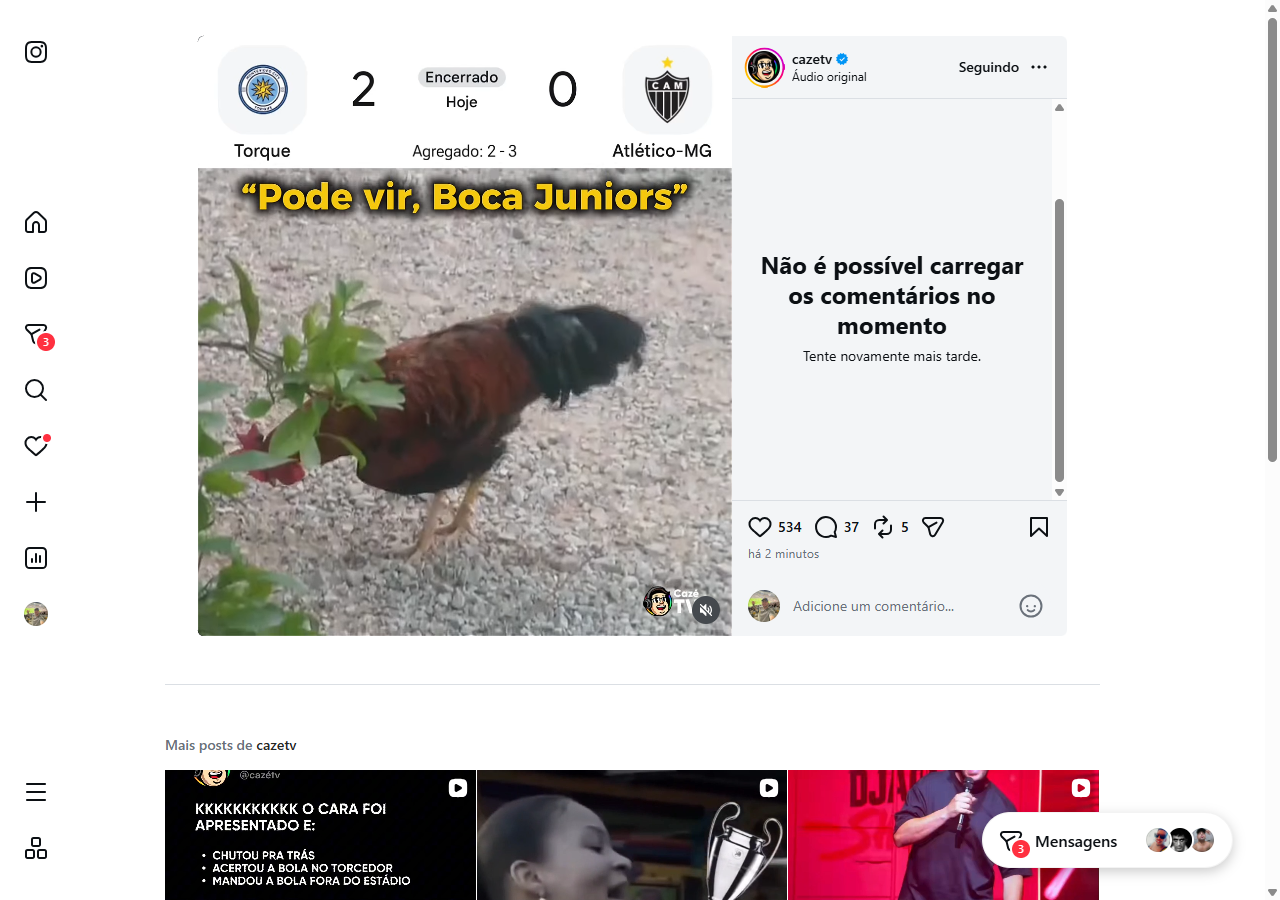 2
Encerrado
Hoje
0
CAM
Torque
Agregado: 2 - 3
Atlético-MG
“Pode vir, Boca Juniors”
Cazé
TV
cazetv
Áudio original
Seguindo
Não é possível carregar
os comentários no
momento
Tente novamente mais tarde.
534
37
5
há 2 minutos
Adicione um comentário...
3
Mais posts de cazetv
@cazétv
KKKKKKKKKKK O CARA FOI
APRESENTADO E:
• CHUTOU PRA TRÁS
• ACERTOU A BOLA NO TORCEDOR
• MANDOU A BOLA FORA DO ESTÁDIO
3
Mensagens